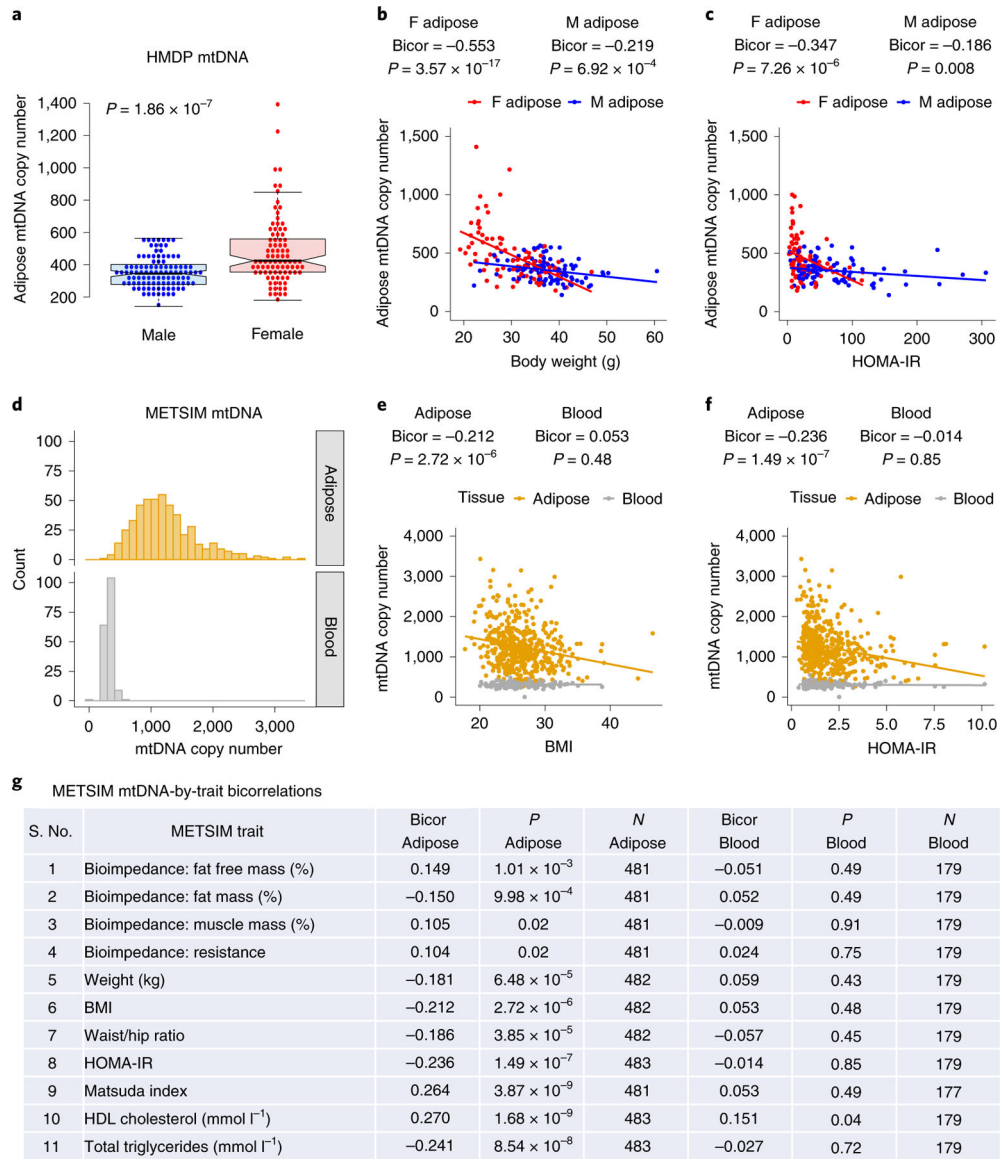 a
HMDP mtDNA
P = 1.86 × 10⁻⁷
Adipose mtDNA copy number
1,400
1,200
1,000
800
600
400
200
Male Female
b
F adipose M adipose
Bicor = −0.553 Bicor = −0.219
P = 3.57 × 10⁻¹⁷ P = 6.92 × 10⁻⁴
F adipose M adipose
Adipose mtDNA copy number
1,500
1,000
500
0
20 30 40 50 60
Body weight (g)
c
F adipose M adipose
Bicor = −0.347 Bicor = −0.186
P = 7.26 × 10⁻⁶ P = 0.008
F adipose M adipose
Adipose mtDNA copy number
1,500
1,000
500
0
0 100 200 300
HOMA-IR
d
METSIM mtDNA
Count
100
75
50
25
0
Adipose
100
75
50
25
0
Blood
0 1,000 2,000 3,000
mtDNA copy number
e
Adipose Blood
Bicor = −0.212 Bicor = 0.053
P = 2.72 × 10⁻⁶ P = 0.48
Tissue Adipose Blood
mtDNA copy number
4,000
3,000
2,000
1,000
0
20 30 40
BMI
f
Adipose Blood
Bicor = −0.236 Bicor = −0.014
P = 1.49 × 10⁻⁷ P = 0.85
Tissue Adipose Blood
mtDNA copy number
4,000
3,000
2,000
1,000
0
0 2.5 5.0 7.5 10.0
HOMA-IR
g
METSIM mtDNA-by-trait bicorrelations
S. No. METSIM trait Bicor Adipose P Adipose N Adipose Bicor Blood P Blood N Blood
1 Bioimpedance: fat free mass (%) 0.149 1.01 × 10⁻³ 481 −0.051 0.49 179
2 Bioimpedance: fat mass (%) −0.150 9.98 × 10⁻⁴ 481 0.052 0.49 179
3 Bioimpedance: muscle mass (%) 0.105 0.02 481 −0.009 0.91 179
4 Bioimpedance: resistance 0.104 0.02 481 0.024 0.75 179
5 Weight (kg) −0.181 6.48 × 10⁻⁵ 482 0.059 0.43 179
6 BMI −0.212 2.72 × 10⁻⁶ 482 0.053 0.48 179
7 Waist/hip ratio −0.186 3.85 × 10⁻⁵ 482 −0.057 0.45 179
8 HOMA-IR −0.236 1.49 × 10⁻⁷ 483 −0.014 0.85 179
9 Matsuda index 0.264 3.87 × 10⁻⁹ 481 0.053 0.49 177
10 HDL cholesterol (mmol l⁻¹) 0.270 1.68 × 10⁻⁹ 483 0.151 0.04 179
11 Total triglycerides (mmol l⁻¹) −0.241 8.54 × 10⁻⁸ 483 −0.027 0.72 179